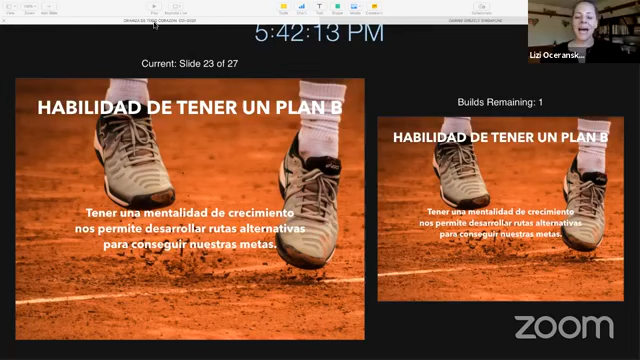 5:42:13 PM
Lizi Oceransk...
Current: Slide 23 of 27
HABILIDAD DE TENER UN PLAN B
Tener una mentalidad de crecimiento
nos permite desarrollar rutas alternativas
para conseguir nuestras metas.
Builds Remaining: 1
HABILIDAD DE TENER UN PLAN B
Tener una mentalidad de crecimiento
nos permite desarrollar rutas alternativas
para conseguir nuestras metas.
zoom